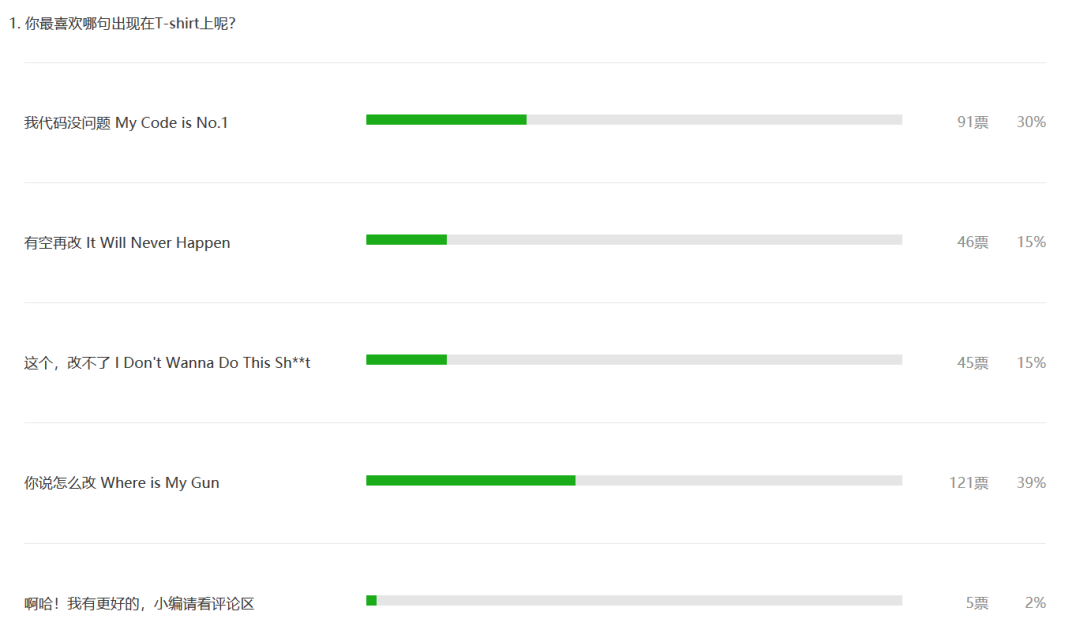 1. 你最喜欢哪句出现在T-shirt上呢？
我代码没问题 My Code is No.1 91票 30%
有空再改 It Will Never Happen 46票 15%
这个，改不了 I Don't Wanna Do This Sh**t 45票 15%
你说怎么改 Where is My Gun 121票 39%
啊哈！我有更好的，小编请看评论区 5票 2%